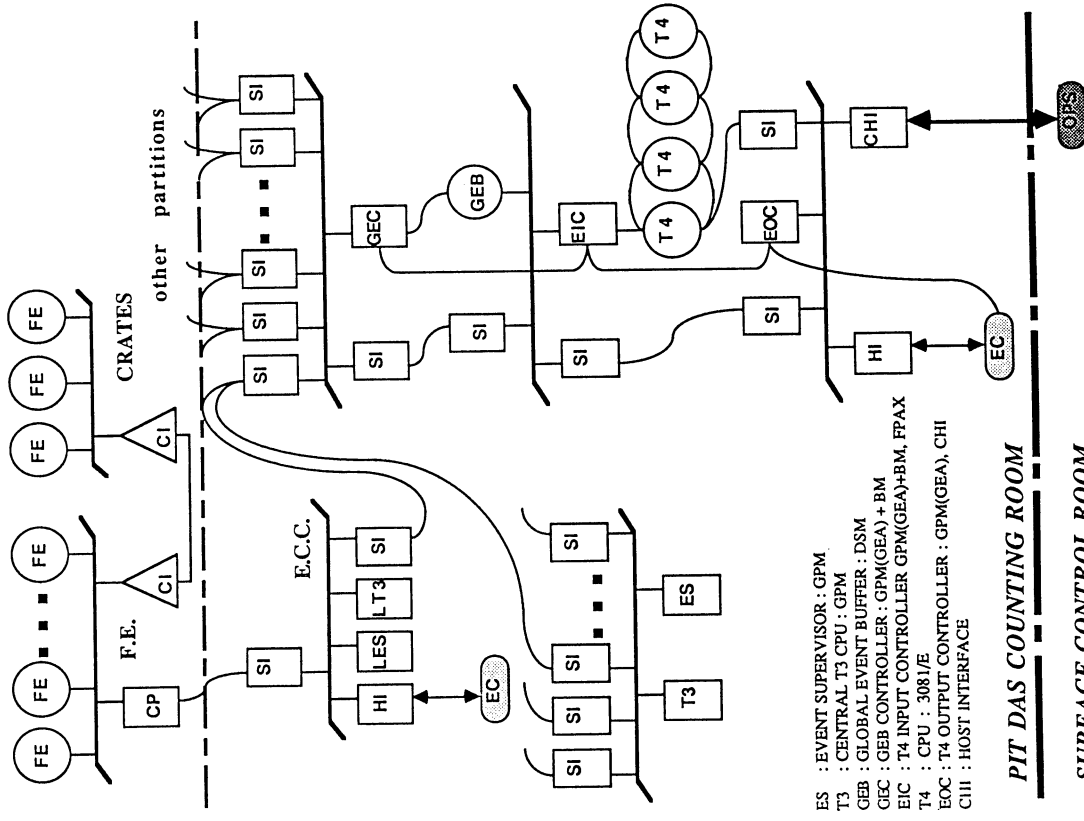 FE
FE
FE
FE
FE
FE
F.E.
CI
CI
CRATES
CP
other partitions
SI
SI
SI
SI
SI
SI
E.C.C.
HI
LES
LT3
SI
SI
GEC
EC
SI
GEB
SI
SI
SI
SI
SI
EIC
T4
T4
T4
T4
T3
ES
SI
EOC
SI
HI
CHI
EC
ES : EVENT SUPERVISOR : GPM
T3 : CENTRAL T3 CPU : GPM
GEB : GLOBAL EVENT BUFFER : DSM
GEC : GEB CONTROLLER : GPM(GEA) + BM
EIC : T4 INPUT CONTROLLER GPM(GEA)+BM, FPAX
T4 : CPU : 3081/E
EOC : T4 OUTPUT CONTROLLER : GPM(GEA), CHI
CHI : HOST INTERFACE
PIT DAS COUNTING ROOM
OPS
SURFACE CONTROL ROOM